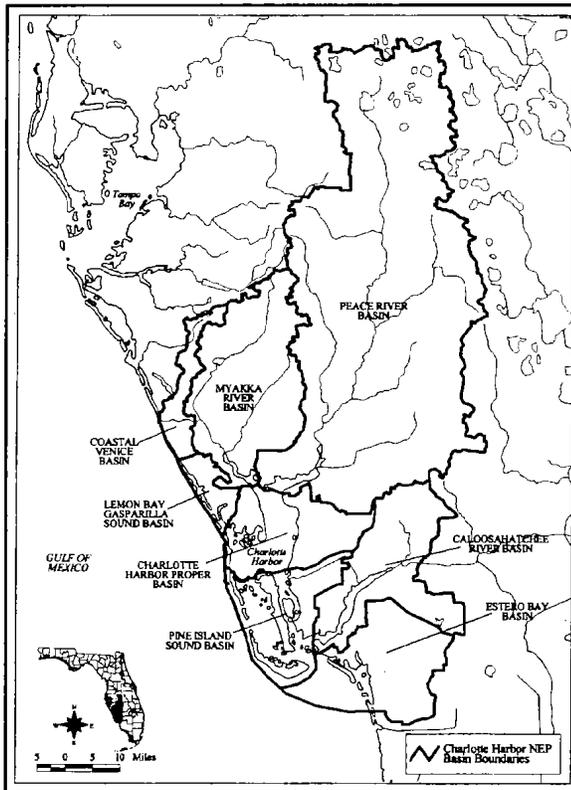 Tampa
Bay
PEACE RIVER
BASIN
MYAKKA
RIVER
BASIN
COASTAL
VENICE
BASIN
LEMON BAY
GASPARILLA
SOUND BASIN
GULF OF
MEXICO
CHARLOTTE
HARBOR PROPER
BASIN
Charlotte
Harbor
CALOOSAHATCHEE
RIVER BASIN
ESTERO BAY
BASIN
PINE ISLAND
SOUND BASIN
N
W E
S
5 0 5 10 Miles
Charlotte Harbor NEP
Basin Boundaries